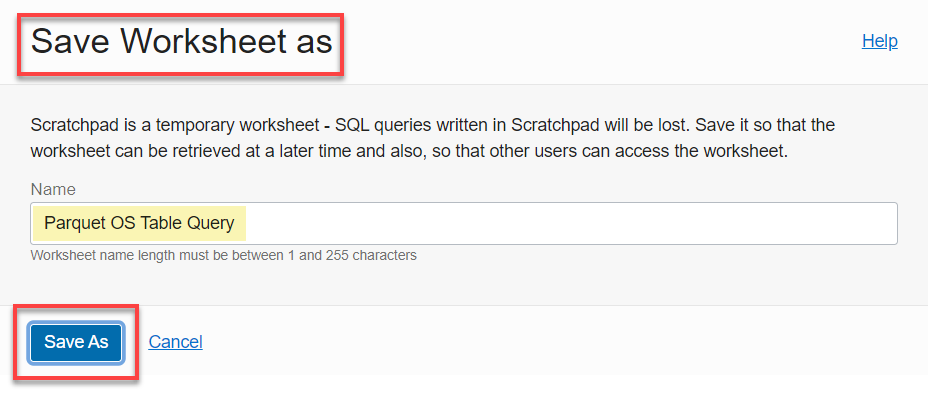 Save Worksheet as
Help
Scratchpad is a temporary worksheet - SQL queries written in Scratchpad will be lost. Save it so that the
worksheet can be retrieved at a later time and also, so that other users can access the worksheet.
Name
Parquet OS Table Query
Worksheet name length must be between 1 and 255 characters
Save As
Cancel